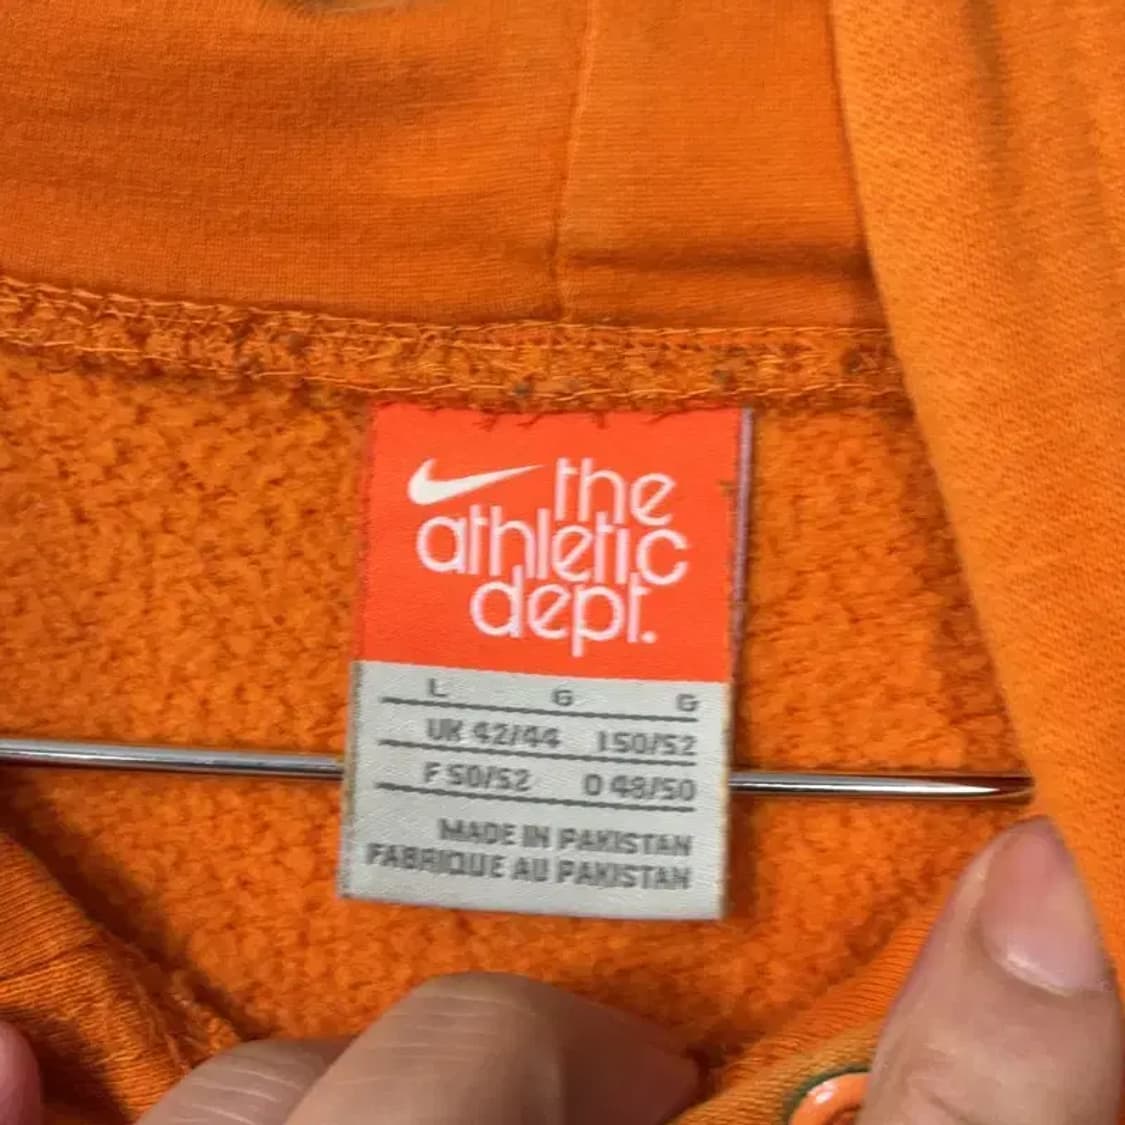 the
athletic
dept.
L G G
UK 42/44 I 50/52
F 50/52 D 48/50
MADE IN PAKISTAN
FABRIQUE AU PAKISTAN